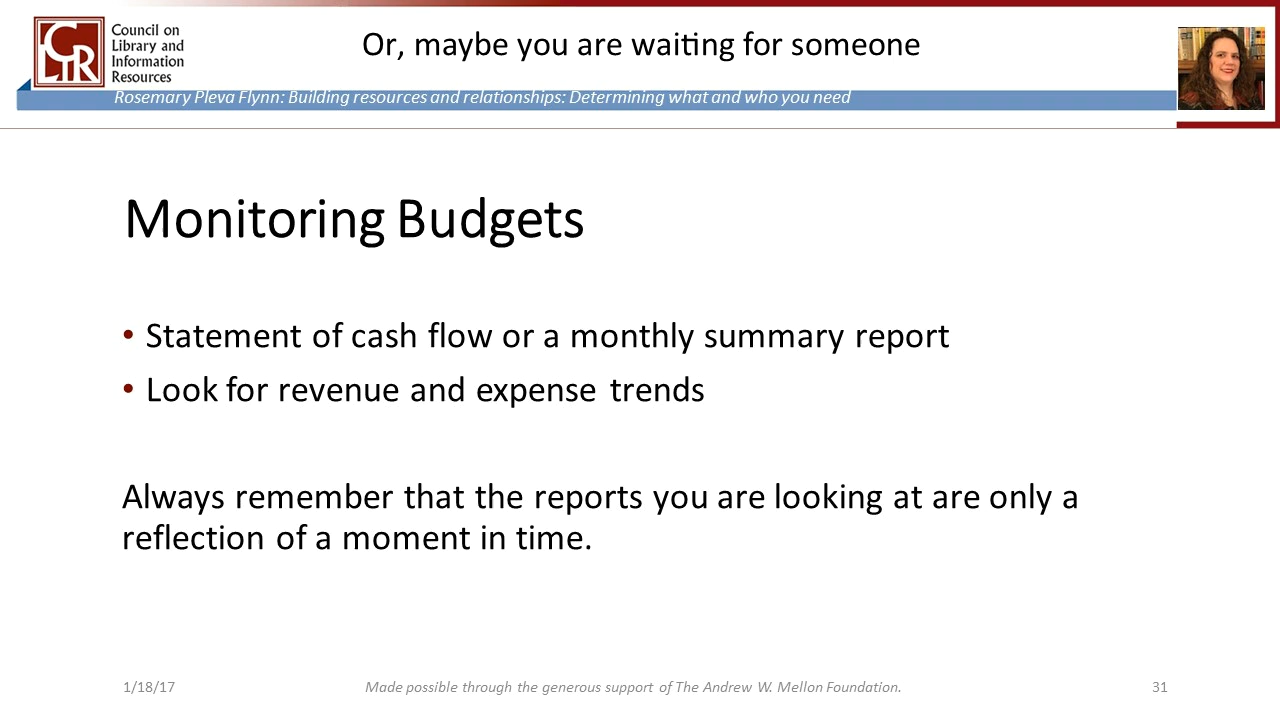 Council on
Library and
Information
Resources
Or, maybe you are waiting for someone
Rosemary Pleva Flynn: Building resources and relationships: Determining what and who you need
Monitoring Budgets
• Statement of cash flow or a monthly summary report
• Look for revenue and expense trends
Always remember that the reports you are looking at are only a
reflection of a moment in time.
1/18/17
Made possible through the generous support of The Andrew W. Mellon Foundation.
31